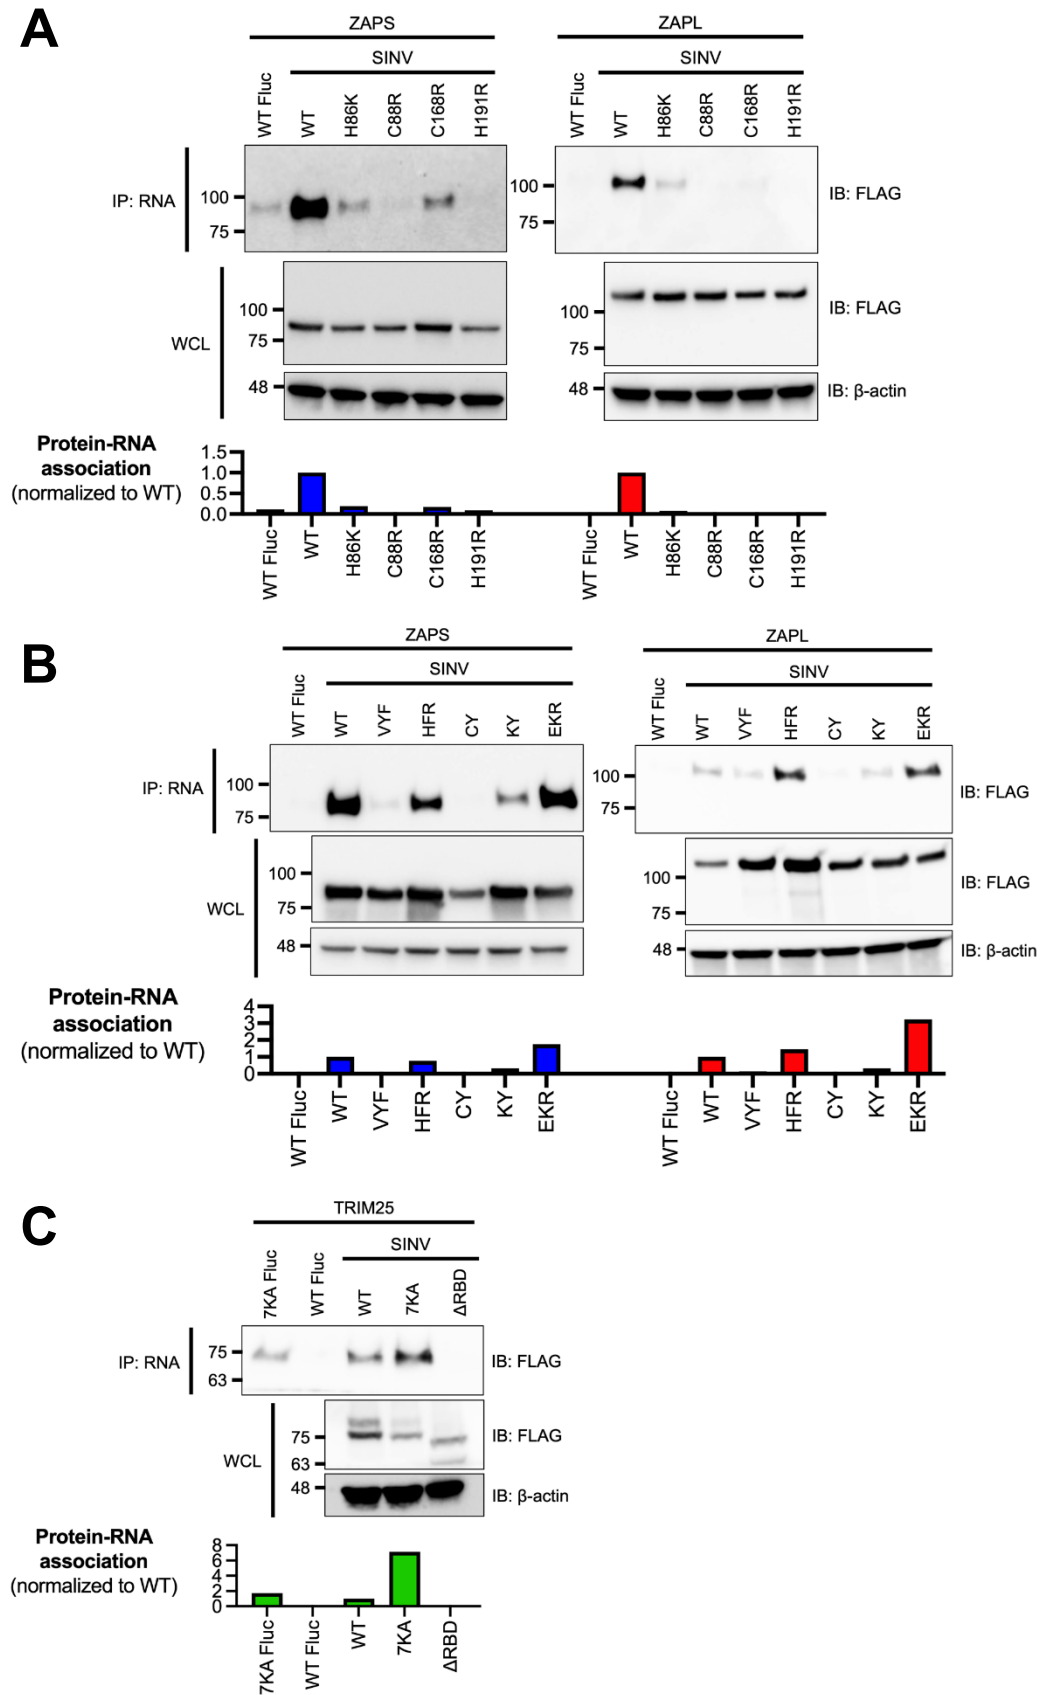 A
ZAPS
ZAPL
SINV
SINV
WT Fluc
WT
H86K
C88R
C168R
H191R
WT Fluc
WT
H86K
C88R
C168R
H191R
IP: RNA
100
75
100
75
IB: FLAG
WCL
100
75
100
75
IB: FLAG
48
48
IB: β-actin
Protein-RNA
association
(normalized to WT)
1.5
1.0
0.5
0.0
WT Fluc
WT
H86K
C88R
C168R
H191R
WT Fluc
WT
H86K
C88R
C168R
H191R
B
ZAPS
ZAPL
SINV
SINV
WT Fluc
WT
VYF
HFR
CY
KY
EKR
WT Fluc
WT
VYF
HFR
CY
KY
EKR
IP: RNA
100
75
100
75
IB: FLAG
WCL
100
75
100
75
IB: FLAG
48
48
IB: β-actin
Protein-RNA
association
(normalized to WT)
4
3
2
1
0
WT Fluc
WT
VYF
HFR
CY
KY
EKR
WT Fluc
WT
VYF
HFR
CY
KY
EKR
C
TRIM25
SINV
7KA Fluc
WT Fluc
WT
7KA
ΔRBD
IP: RNA
75
63
IB: FLAG
WCL
75
63
IB: FLAG
48
IB: β-actin
Protein-RNA
association
(normalized to WT)
8
6
4
2
0
7KA Fluc
WT Fluc
WT
7KA
ΔRBD